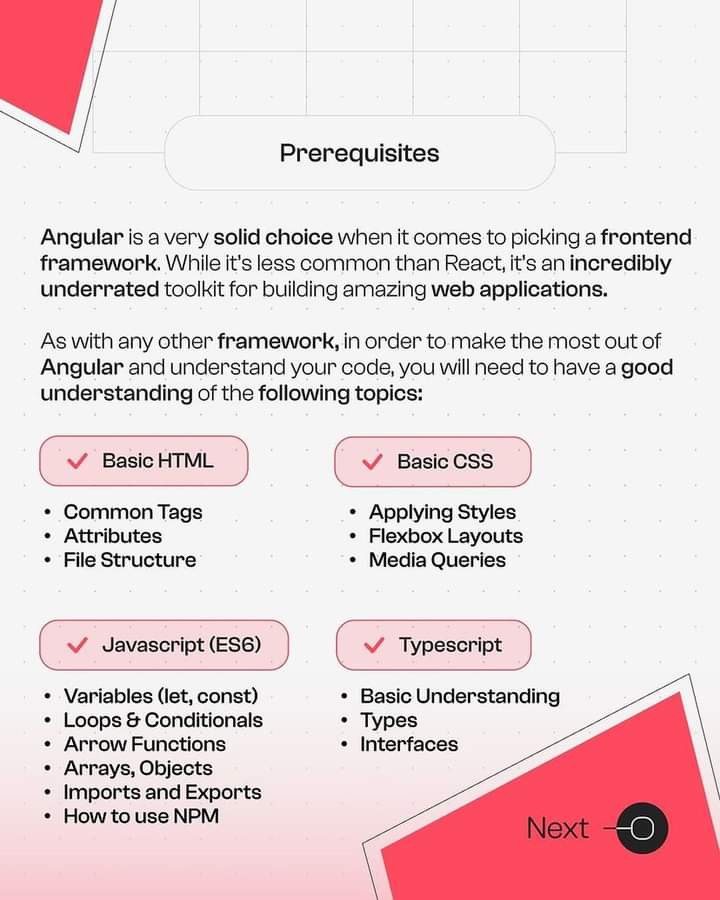 Prerequisites
Angular is a very solid choice when it comes to picking a frontend
framework. While it's less common than React, it's an incredibly
underrated toolkit for building amazing web applications.
As with any other framework, in order to make the most out of
Angular and understand your code, you will need to have a good
understanding of the following topics:
Basic HTML
• Common Tags
• Attributes
• File Structure
Basic CSS
• Applying Styles
• Flexbox Layouts
• Media Queries
Javascript (ES6)
• Variables (let, const)
• Loops & Conditionals
• Arrow Functions
• Arrays, Objects
• Imports and Exports
• How to use NPM
Typescript
• Basic Understanding
• Types
• Interfaces
Next